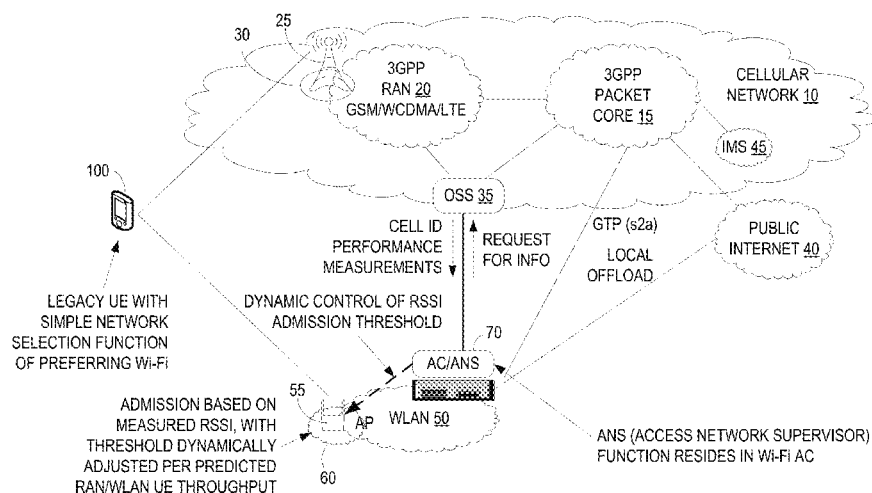 25
30
3GPP
RAN 20
GSM/WCDMA/LTE
3GPP
PACKET
CORE 15
CELLULAR
NETWORK 10
IMS 45
100
OSS 35
CELL ID
PERFORMANCE
MEASUREMENTS
REQUEST
FOR INFO
GTP (s2a)
LOCAL
OFFLOAD
PUBLIC
INTERNET 40
LEGACY UE WITH
SIMPLE NETWORK
SELECTION FUNCTION
OF PREFERRING Wi-Fi
DYNAMIC CONTROL OF RSSI
ADMISSION THRESHOLD
70
AC/ANS
55
AP
WLAN 50
ADMISSION BASED ON
MEASURED RSSI, WITH
THRESHOLD DYNAMICALLY
ADJUSTED PER PREDICTED
RAN/WLAN UE THROUGHPUT
60
ANS (ACCESS NETWORK SUPERVISOR)
FUNCTION RESIDES IN Wi-Fi AC